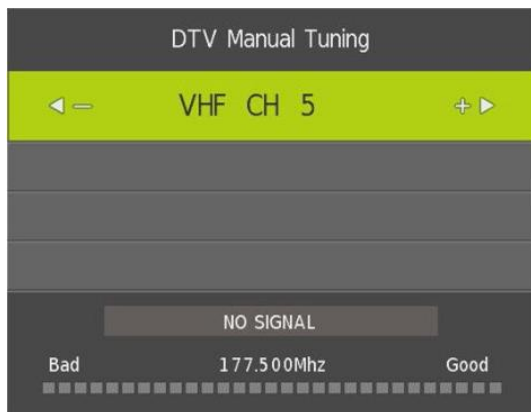 DTV Manual Tuning
VHF CH 5
NO SIGNAL
Bad 177.500Mhz Good